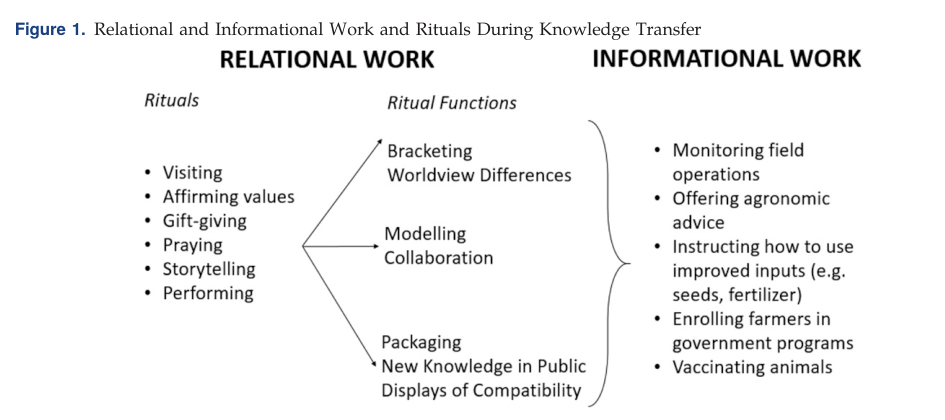 Figure 1. Relational and Informational Work and Rituals During Knowledge Transfer
RELATIONAL WORK
INFORMATIONAL WORK
Rituals
• Visiting
• Affirming values
• Gift-giving
• Praying
• Storytelling
• Performing
Ritual Functions
Bracketing
Worldview Differences
Modelling
Collaboration
Packaging
New Knowledge in Public
Displays of Compatibility
• Monitoring field
operations
• Offering agronomic
advice
• Instructing how to use
improved inputs (e.g.
seeds, fertilizer)
• Enrolling farmers in
government programs
• Vaccinating animals